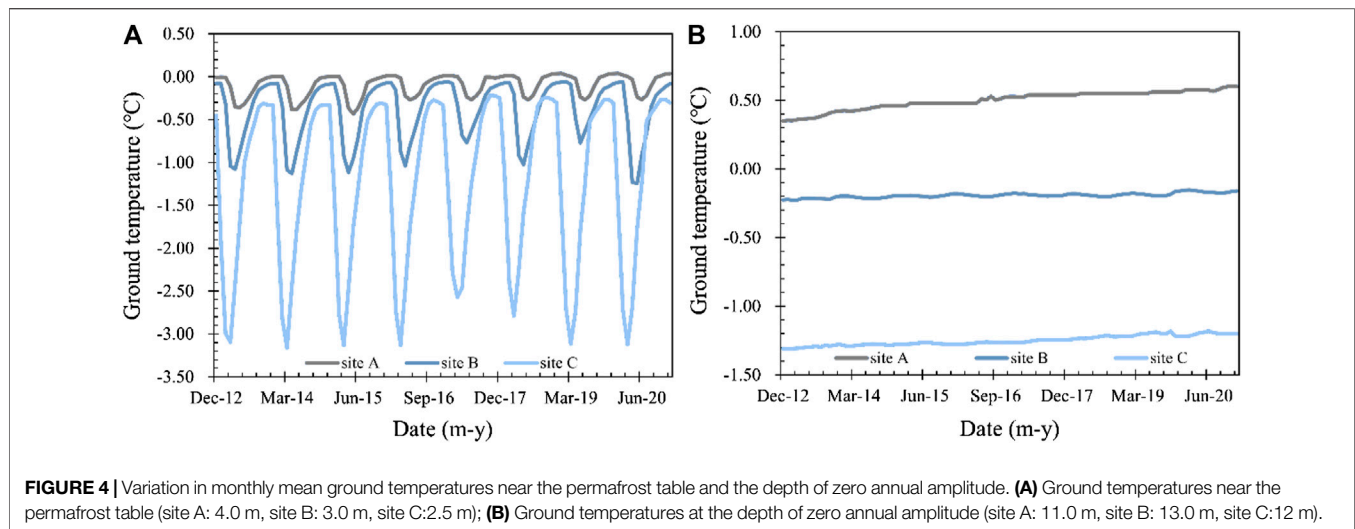 A
0.50
0.00
-0.50
-1.00
-1.50
-2.00
-2.50
-3.00
-3.50
Ground temperature (°C)
site A site B site C
Dec-12 Mar-14 Jun-15 Sep-16 Dec-17 Mar-19 Jun-20
Date (m-y)
B
1.00
0.50
0.00
-0.50
-1.00
-1.50
Ground temperature (°C)
site A site B site C
Dec-12 Mar-14 Jun-15 Sep-16 Dec-17 Mar-19 Jun-20
Date (m-y)
FIGURE 4 | Variation in monthly mean ground temperatures near the permafrost table and the depth of zero annual amplitude. (A) Ground temperatures near the
permafrost table (site A: 4.0 m, site B: 3.0 m, site C:2.5 m); (B) Ground temperatures at the depth of zero annual amplitude (site A: 11.0 m, site B: 13.0 m, site C:12 m).